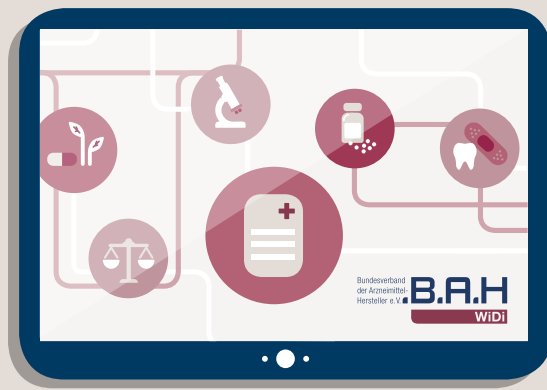 Bundesverband
der Arzneimittel-
Hersteller e.V.
B.A.H
WiDi